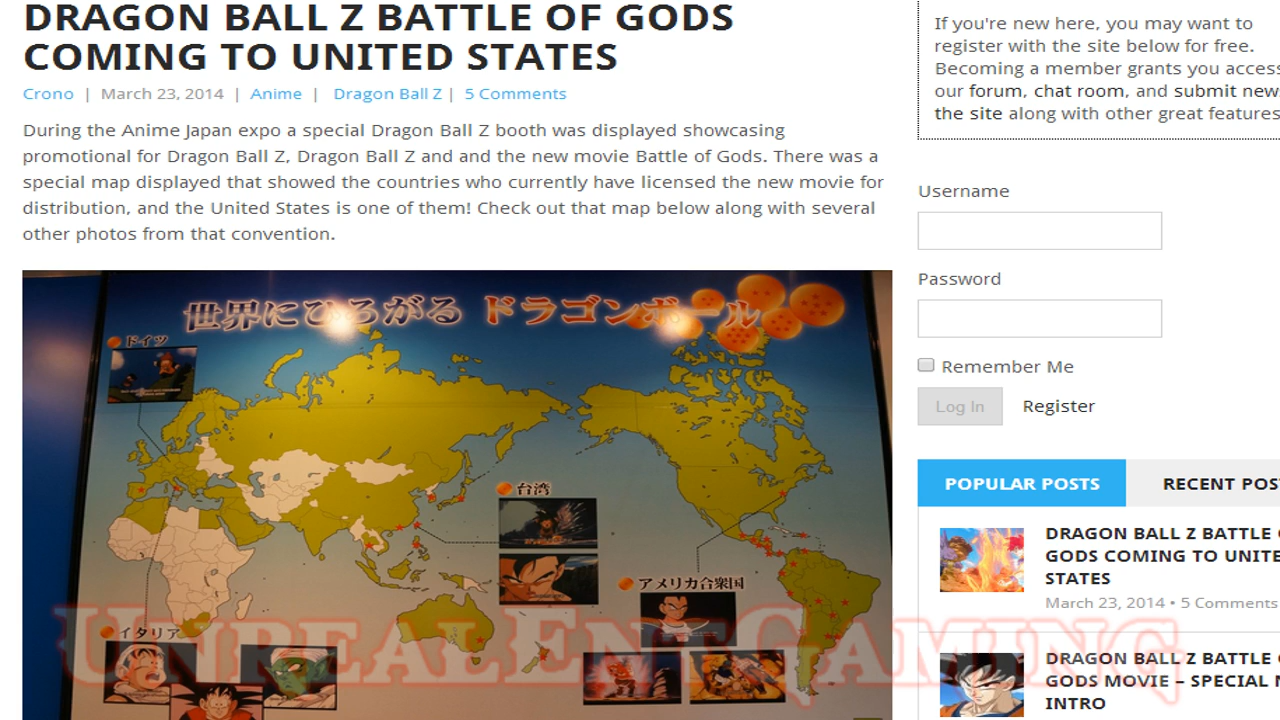 DRAGON BALL Z BATTLE OF GODS
COMING TO UNITED STATES
Crono | March 23, 2014 | Anime | Dragon Ball Z | 5 Comments
During the Anime Japan expo a special Dragon Ball Z booth was displayed showcasing
promotional for Dragon Ball Z, Dragon Ball Z and and the new movie Battle of Gods. There was a
special map displayed that showed the countries who currently have licensed the new movie for
distribution, and the United States is one of them! Check out that map below along with several
other photos from that convention.
世界にひろがる ドラゴンボール
ドイツ
台湾
アメリカ合衆国
イタリア
UNREALENTGAMING
If you're new here, you may want to
register with the site below for free.
Becoming a member grants you access
our forum, chat room, and submit new
the site along with other great features
Username
Password
Remember Me
Log In Register
POPULAR POSTS RECENT POS
DRAGON BALL Z BATTLE
GODS COMING TO UNITE
STATES
March 23, 2014 • 5 Comments
DRAGON BALL Z BATTLE
GODS MOVIE – SPECIAL
INTRO